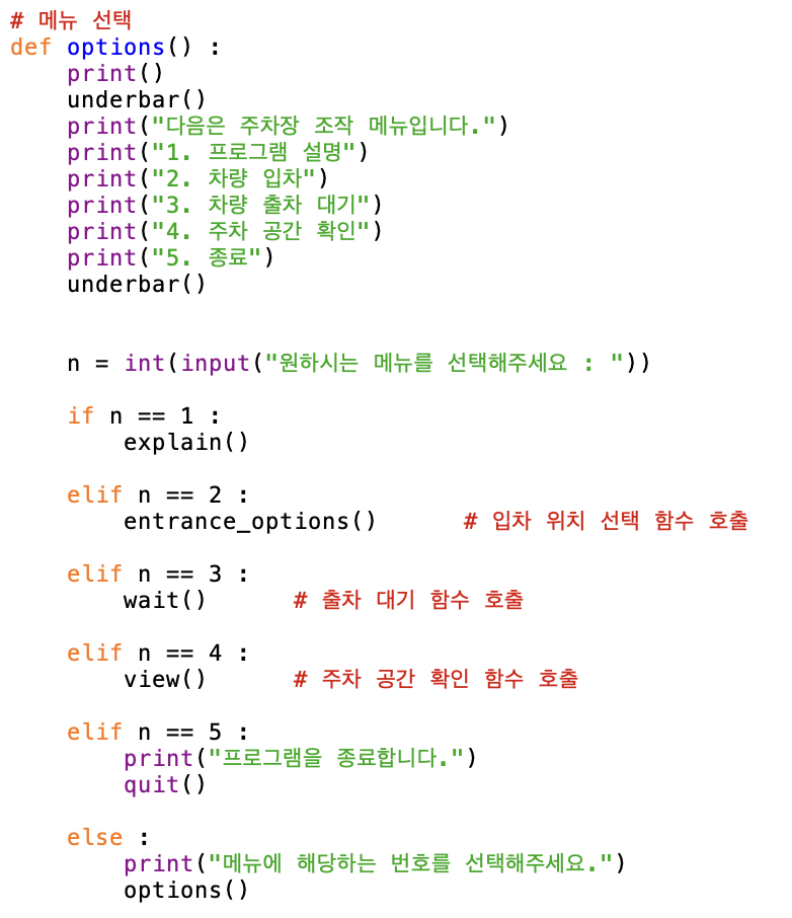 # 메뉴 선택
def options() :
    print()
    underbar()
    print("다음은 주차장 조작 메뉴입니다.")
    print("1. 프로그램 설명")
    print("2. 차량 입차")
    print("3. 차량 출차 대기")
    print("4. 주차 공간 확인")
    print("5. 종료")
    underbar()
    n = int(input("원하시는 메뉴를 선택해주세요 : "))
    if n == 1 :
        explain()
    elif n == 2 :
        entrance_options()      # 입차 위치 선택 함수 호출
    elif n == 3 :
        wait()      # 출차 대기 함수 호출
    elif n == 4 :
        view()      # 주차 공간 확인 함수 호출
    elif n == 5 :
        print("프로그램을 종료합니다.")
        quit()
    else :
        print("메뉴에 해당하는 번호를 선택해주세요.")
        options()